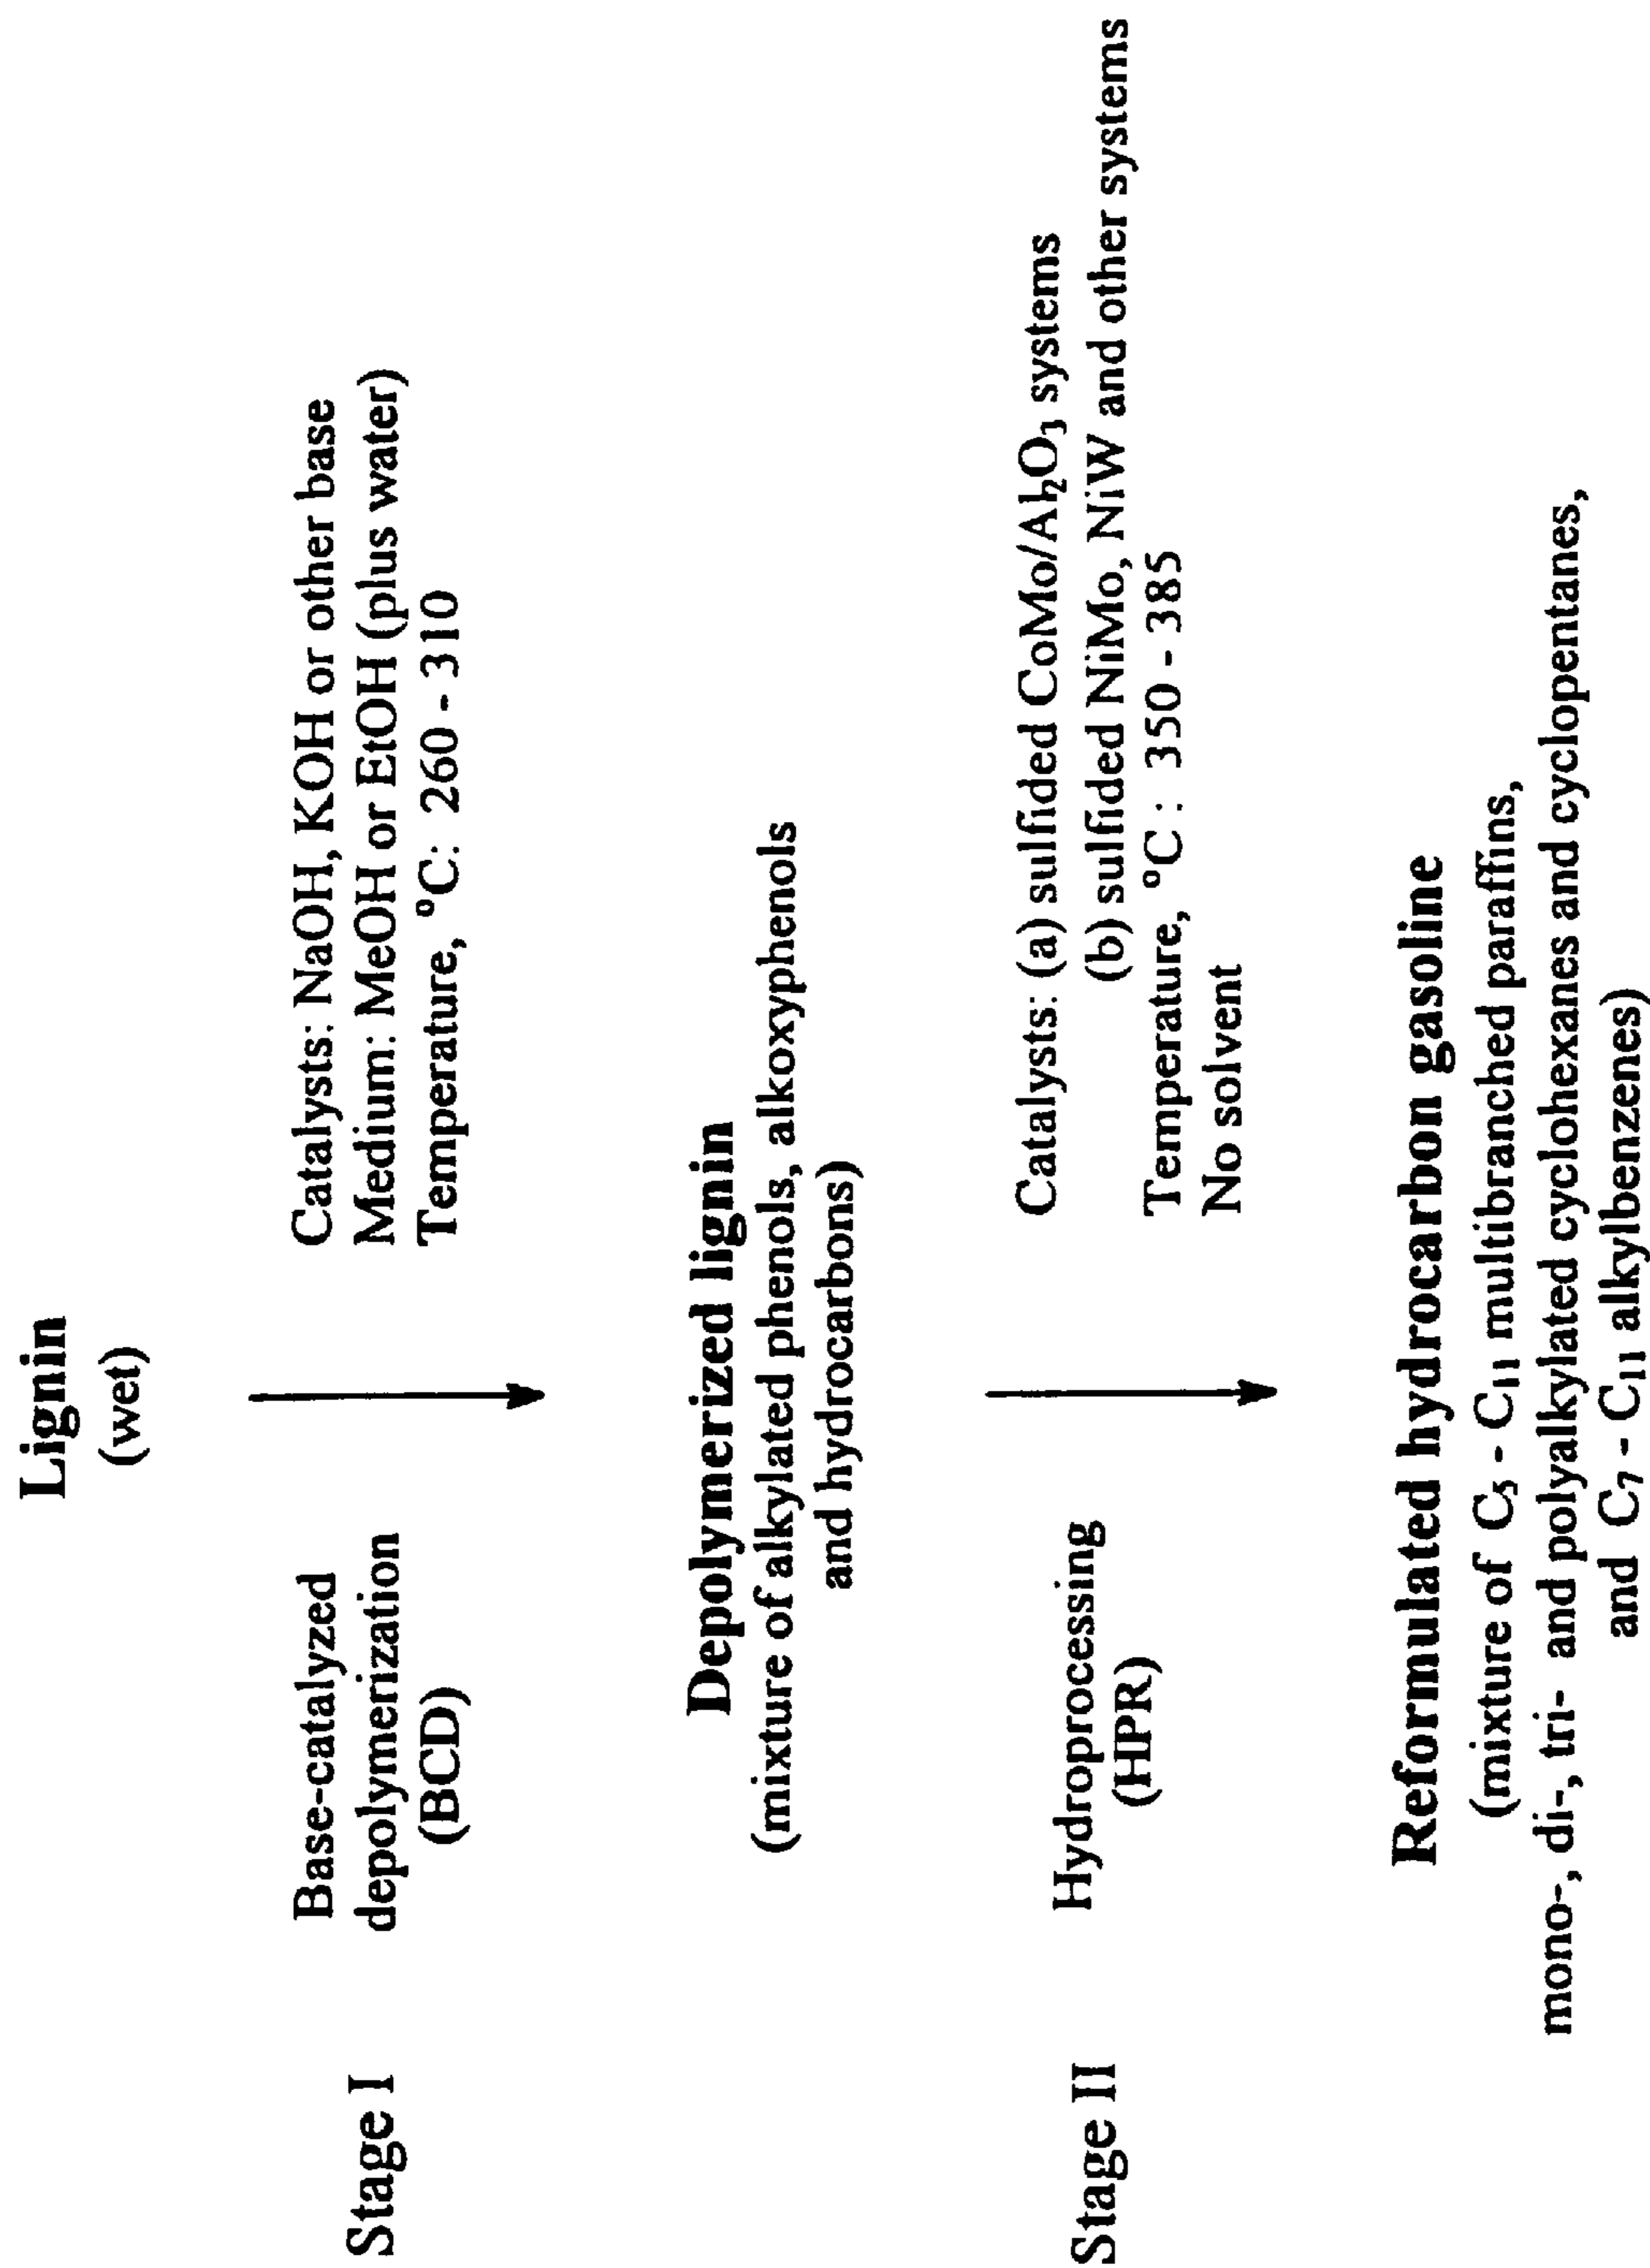 Lignin
(wet)
Stage I
Base-catalyzed
depolymerization
(BCD)
Catalysts: NaOH, KOH or other base
Medium: MeOH or EtOH (plus water)
Temperature, °C: 260 - 310
Depolymerized lignin
(mixture of alkylated phenols, alkoxyphenols
and hydrocarbons)
Stage II
Hydroprocessing
(HPR)
Catalysts: (a) sulfided CoMo/Al₂O₃ systems
(b) sulfided NiMo, NiW and other systems
Temperature, °C : 350 - 385
No solvent
Reformulated hydrocarbon gasoline
(mixture of C₅ - C₁₁ multibranched paraffins,
mono-, di-, tri- and polyalkylated cyclohexanes and cyclopentanes,
and C₇ - C₁₁ alkylbenzenes)